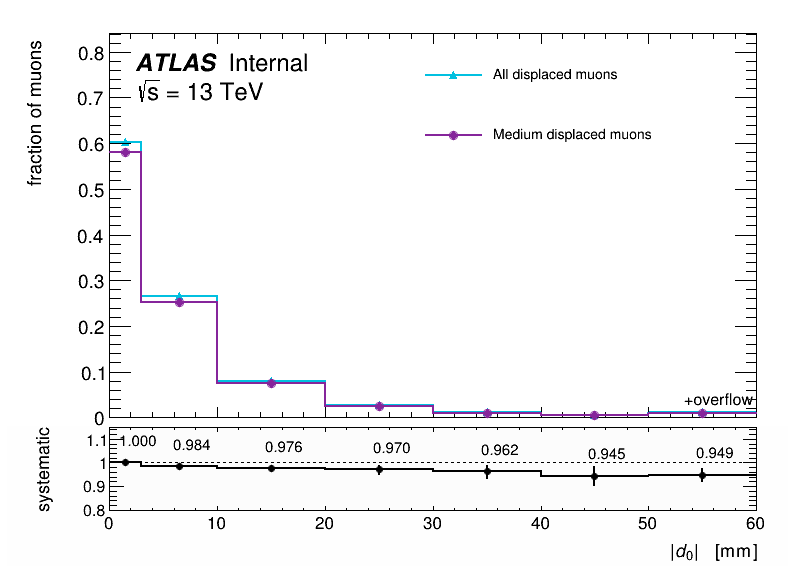 fraction of muons
0.8
0.7
0.6
0.5
0.4
0.3
0.2
0.1
0
ATLAS Internal
√s = 13 TeV
All displaced muons
Medium displaced muons
+overflow
systematic
1.1
1
0.9
0.8
1.000 0.984 0.976 0.970 0.962 0.945 0.949
0 10 20 30 40 50 60
|d₀| [mm]